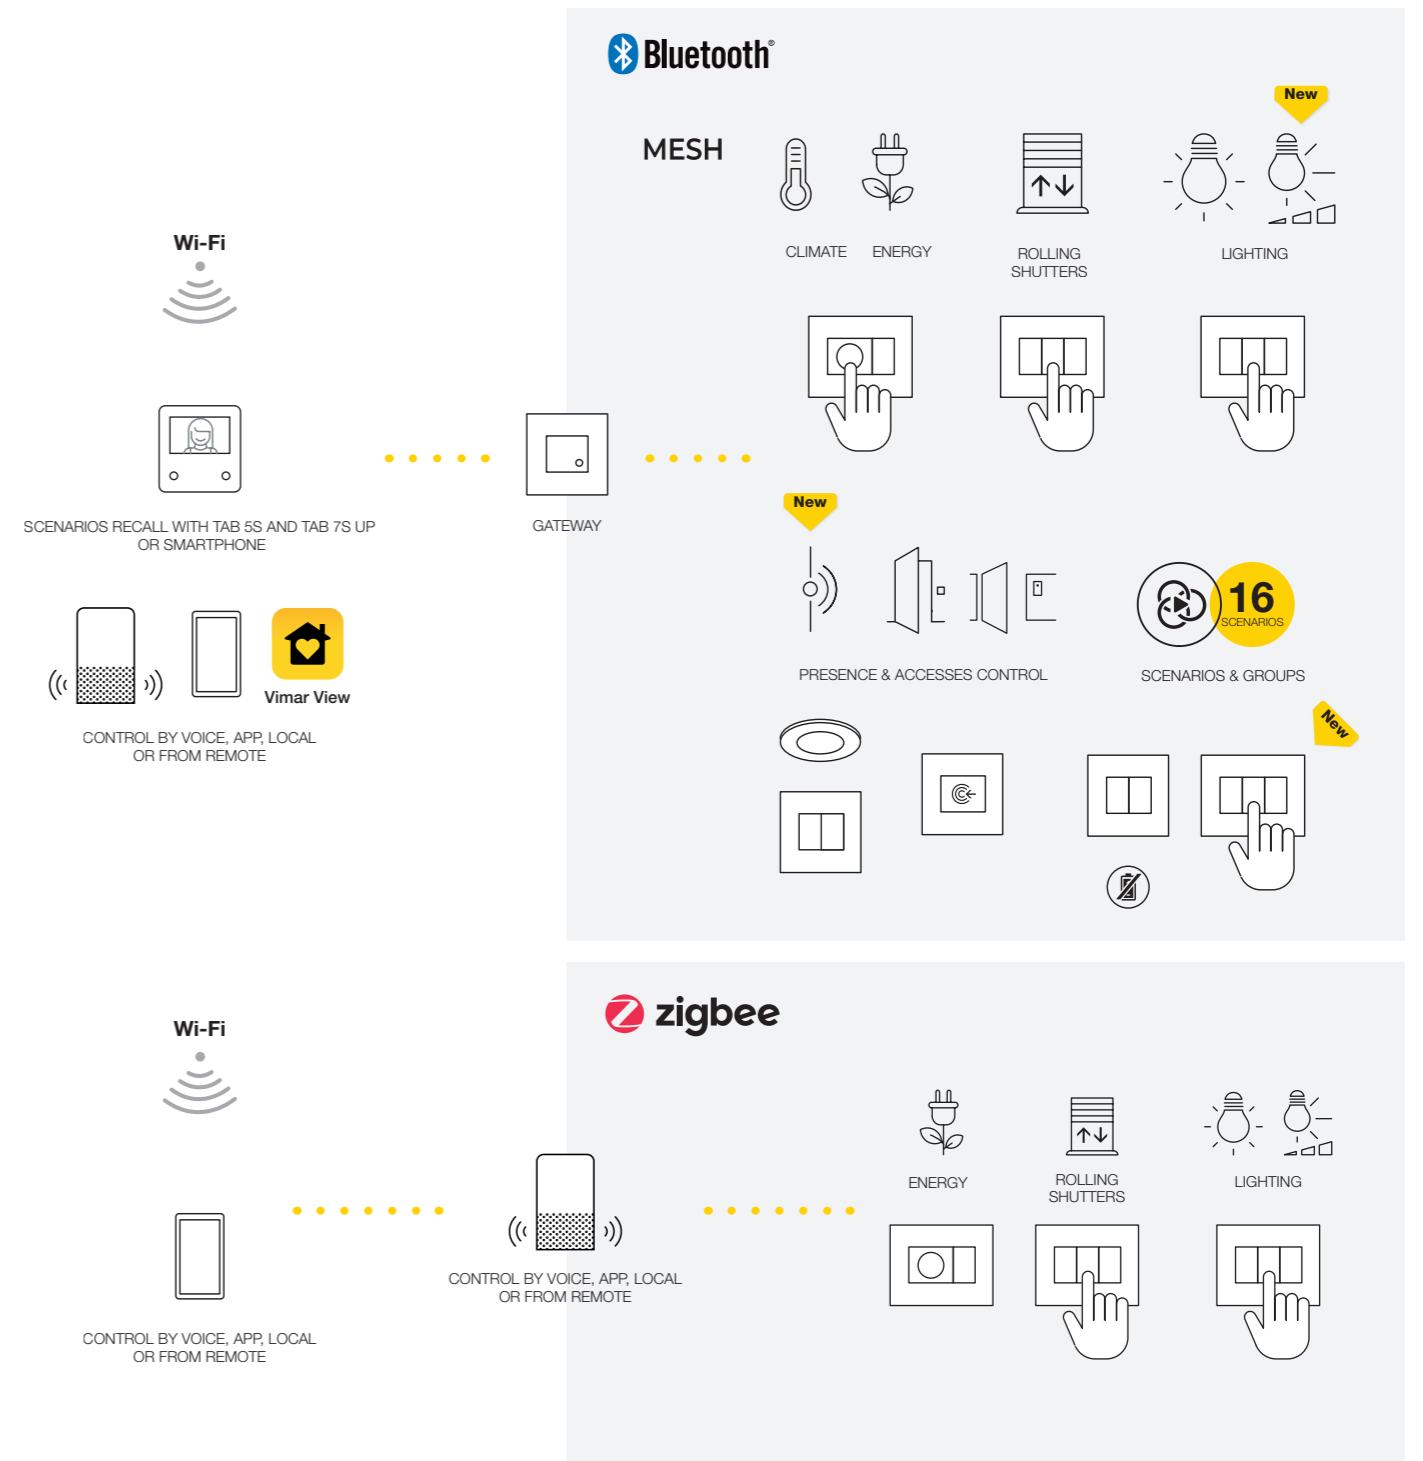 Bluetooth®
New
MESH
CLIMATE
ENERGY
ROLLING
SHUTTERS
LIGHTING
Wi-Fi
SCENARIOS RECALL WITH TAB 5S AND TAB 7S UP
OR SMARTPHONE
GATEWAY
Vimar View
CONTROL BY VOICE, APP, LOCAL
OR FROM REMOTE
New
PRESENCE & ACCESSES CONTROL
16
SCENARIOS
SCENARIOS & GROUPS
New
zigbee
Wi-Fi
ENERGY
ROLLING
SHUTTERS
LIGHTING
CONTROL BY VOICE, APP, LOCAL
OR FROM REMOTE
CONTROL BY VOICE, APP, LOCAL
OR FROM REMOTE